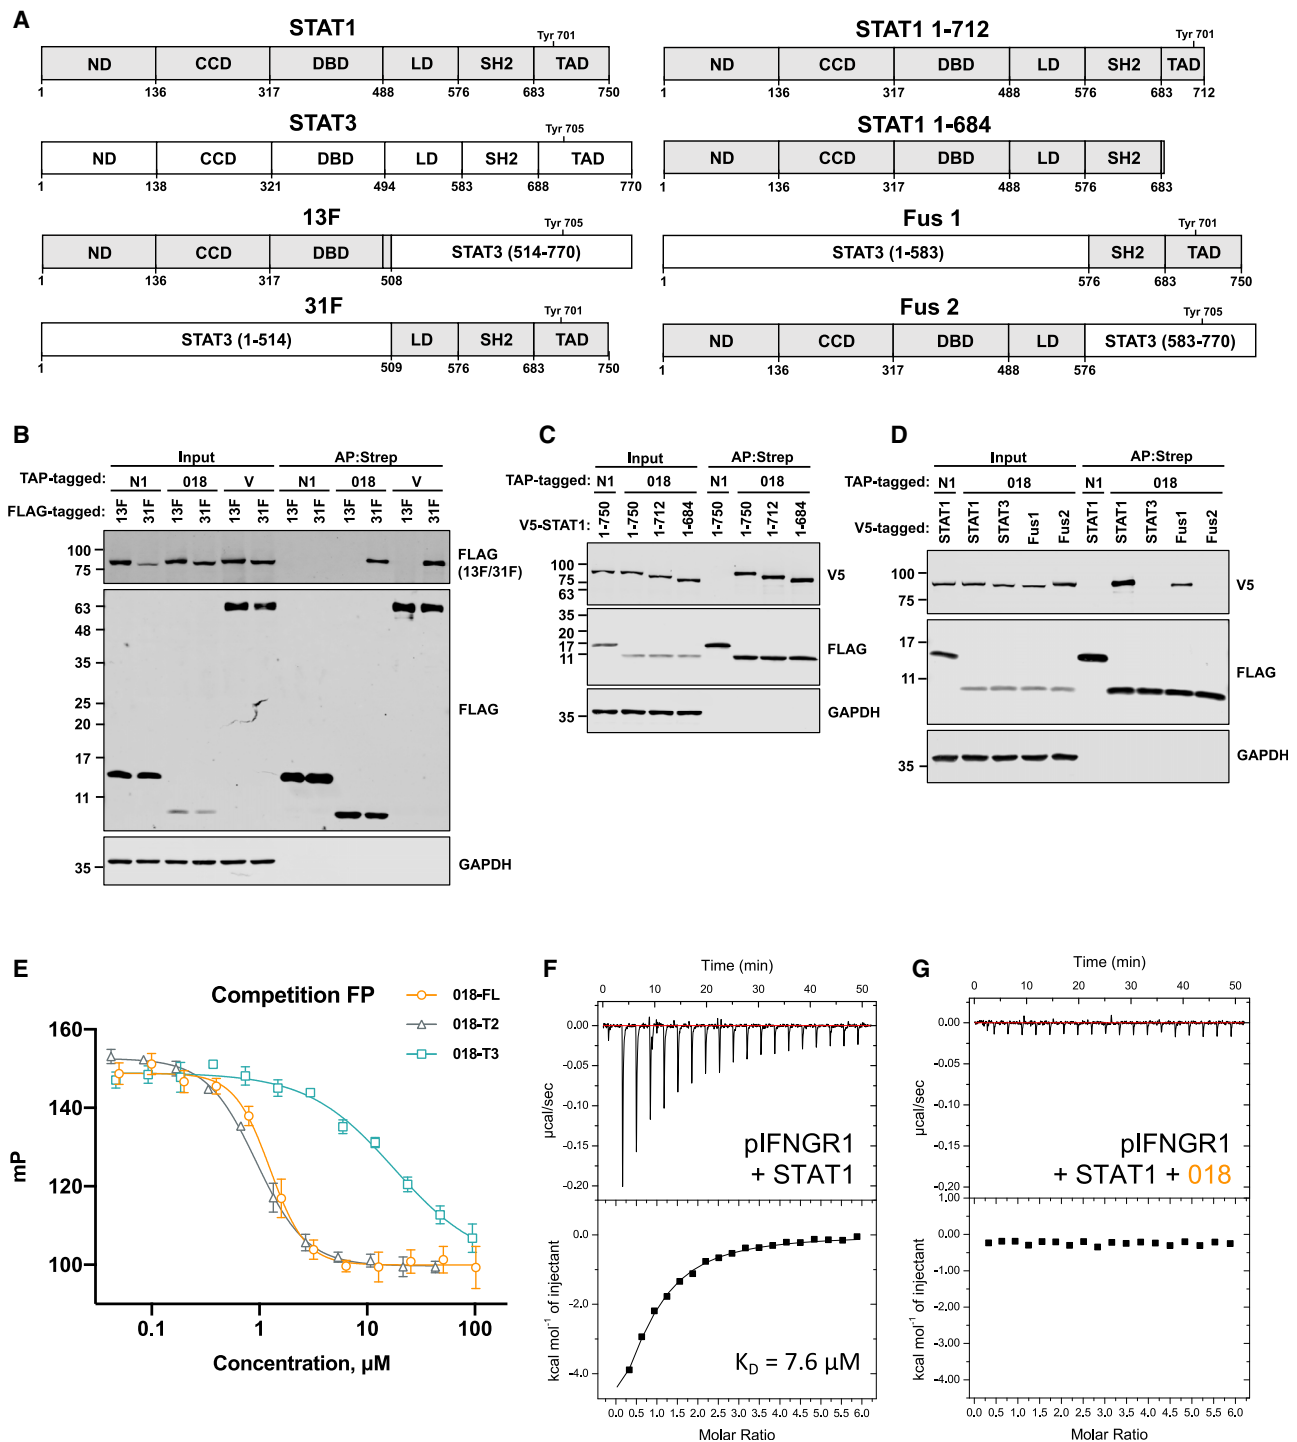 A
STAT1
Tyr 701
ND CCD DBD LD SH2 TAD
1 136 317 488 576 683 750
STAT1 1-712
Tyr 701
ND CCD DBD LD SH2 TAD
1 136 317 488 576 683 712
STAT3
Tyr 705
ND CCD DBD LD SH2 TAD
1 138 321 494 583 688 770
STAT1 1-684
ND CCD DBD LD SH2
1 136 317 488 576 683
13F
Tyr 705
ND CCD DBD STAT3 (514-770)
1 136 317 508
Fus 1
Tyr 701
STAT3 (1-583) SH2 TAD
1 576 683 750
31F
Tyr 701
STAT3 (1-514) LD SH2 TAD
1 509 576 683 750
Fus 2
Tyr 705
ND CCD DBD LD STAT3 (583-770)
1 136 317 488 576
B
Input AP:Strep
TAP-tagged: N1 018 V N1 018 V
FLAG-tagged: 13F 31F 13F 31F 13F 31F 13F 31F 13F 31F 13F 31F
100
75
FLAG
(13F/31F)
63
48
35
25
20
17
11
FLAG
35
GAPDH
C
Input AP:Strep
TAP-tagged: N1 018 N1 018
V5-STAT1: 1-750 1-750 1-712 1-684 1-750 1-750 1-712 1-684
100
75
63
V5
35
20
17
11
FLAG
35
GAPDH
D
Input AP:Strep
TAP-tagged: N1 018 N1 018
V5-tagged: STAT1 STAT1 STAT3 Fus1 Fus2 STAT1 STAT1 STAT3 Fus1 Fus2
100
75
V5
17
11
FLAG
35
GAPDH
E
Competition FP
018-FL
018-T2
018-T3
160
140
120
100
90
mP
0.1 1 10 100
Concentration, µM
F
Time (min)
0 10 20 30 40 50
0.00
-0.05
-0.10
-0.15
-0.20
µcal/sec
pIFNGR1
+ STAT1
0.0
-2.0
-4.0
kcal mol⁻¹ of injectant
K_D = 7.6 µM
0.0 0.5 1.0 1.5 2.0 2.5 3.0 3.5 4.0 4.5 5.0 5.5 6.0
Molar Ratio
G
Time (min)
0 10 20 30 40 50
0.00
-0.05
-0.10
-0.15
-0.20
µcal/sec
pIFNGR1
+ STAT1 + 018
1.00
0.00
-1.00
-2.00
-3.00
-4.00
kcal mol⁻¹ of injectant
0.0 0.5 1.0 1.5 2.0 2.5 3.0 3.5 4.0 4.5 5.0 5.5 6.0
Molar Ratio